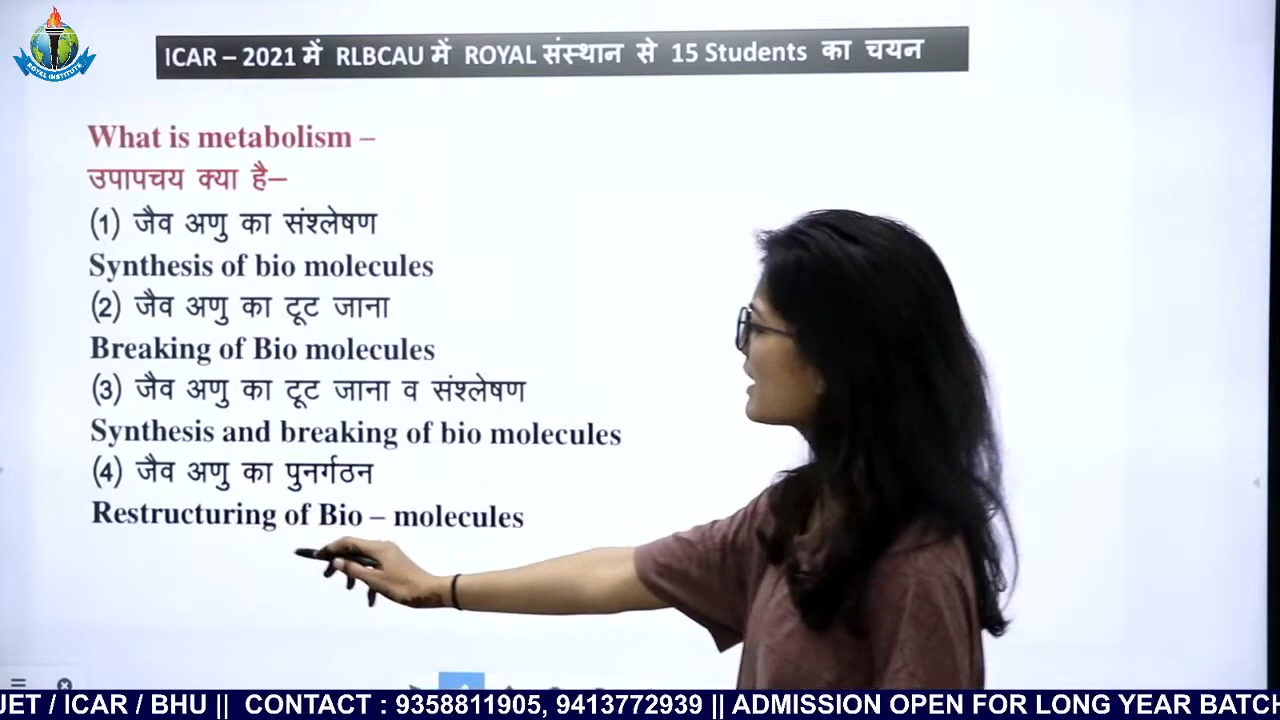 ROYAL INSTITUTE
ICAR – 2021 में RLBCAU में ROYAL संस्थान से 15 Students का चयन
What is metabolism –
उपापचय क्या है–
(1) जैव अणु का संश्लेषण
Synthesis of bio molecules
(2) जैव अणु का टूट जाना
Breaking of Bio molecules
(3) जैव अणु का टूट जाना व संश्लेषण
Synthesis and breaking of bio molecules
(4) जैव अणु का पुनर्गठन
Restructuring of Bio – molecules
JET / ICAR / BHU || CONTACT : 9358811905, 9413772939 || ADMISSION OPEN FOR LONG YEAR BATCH